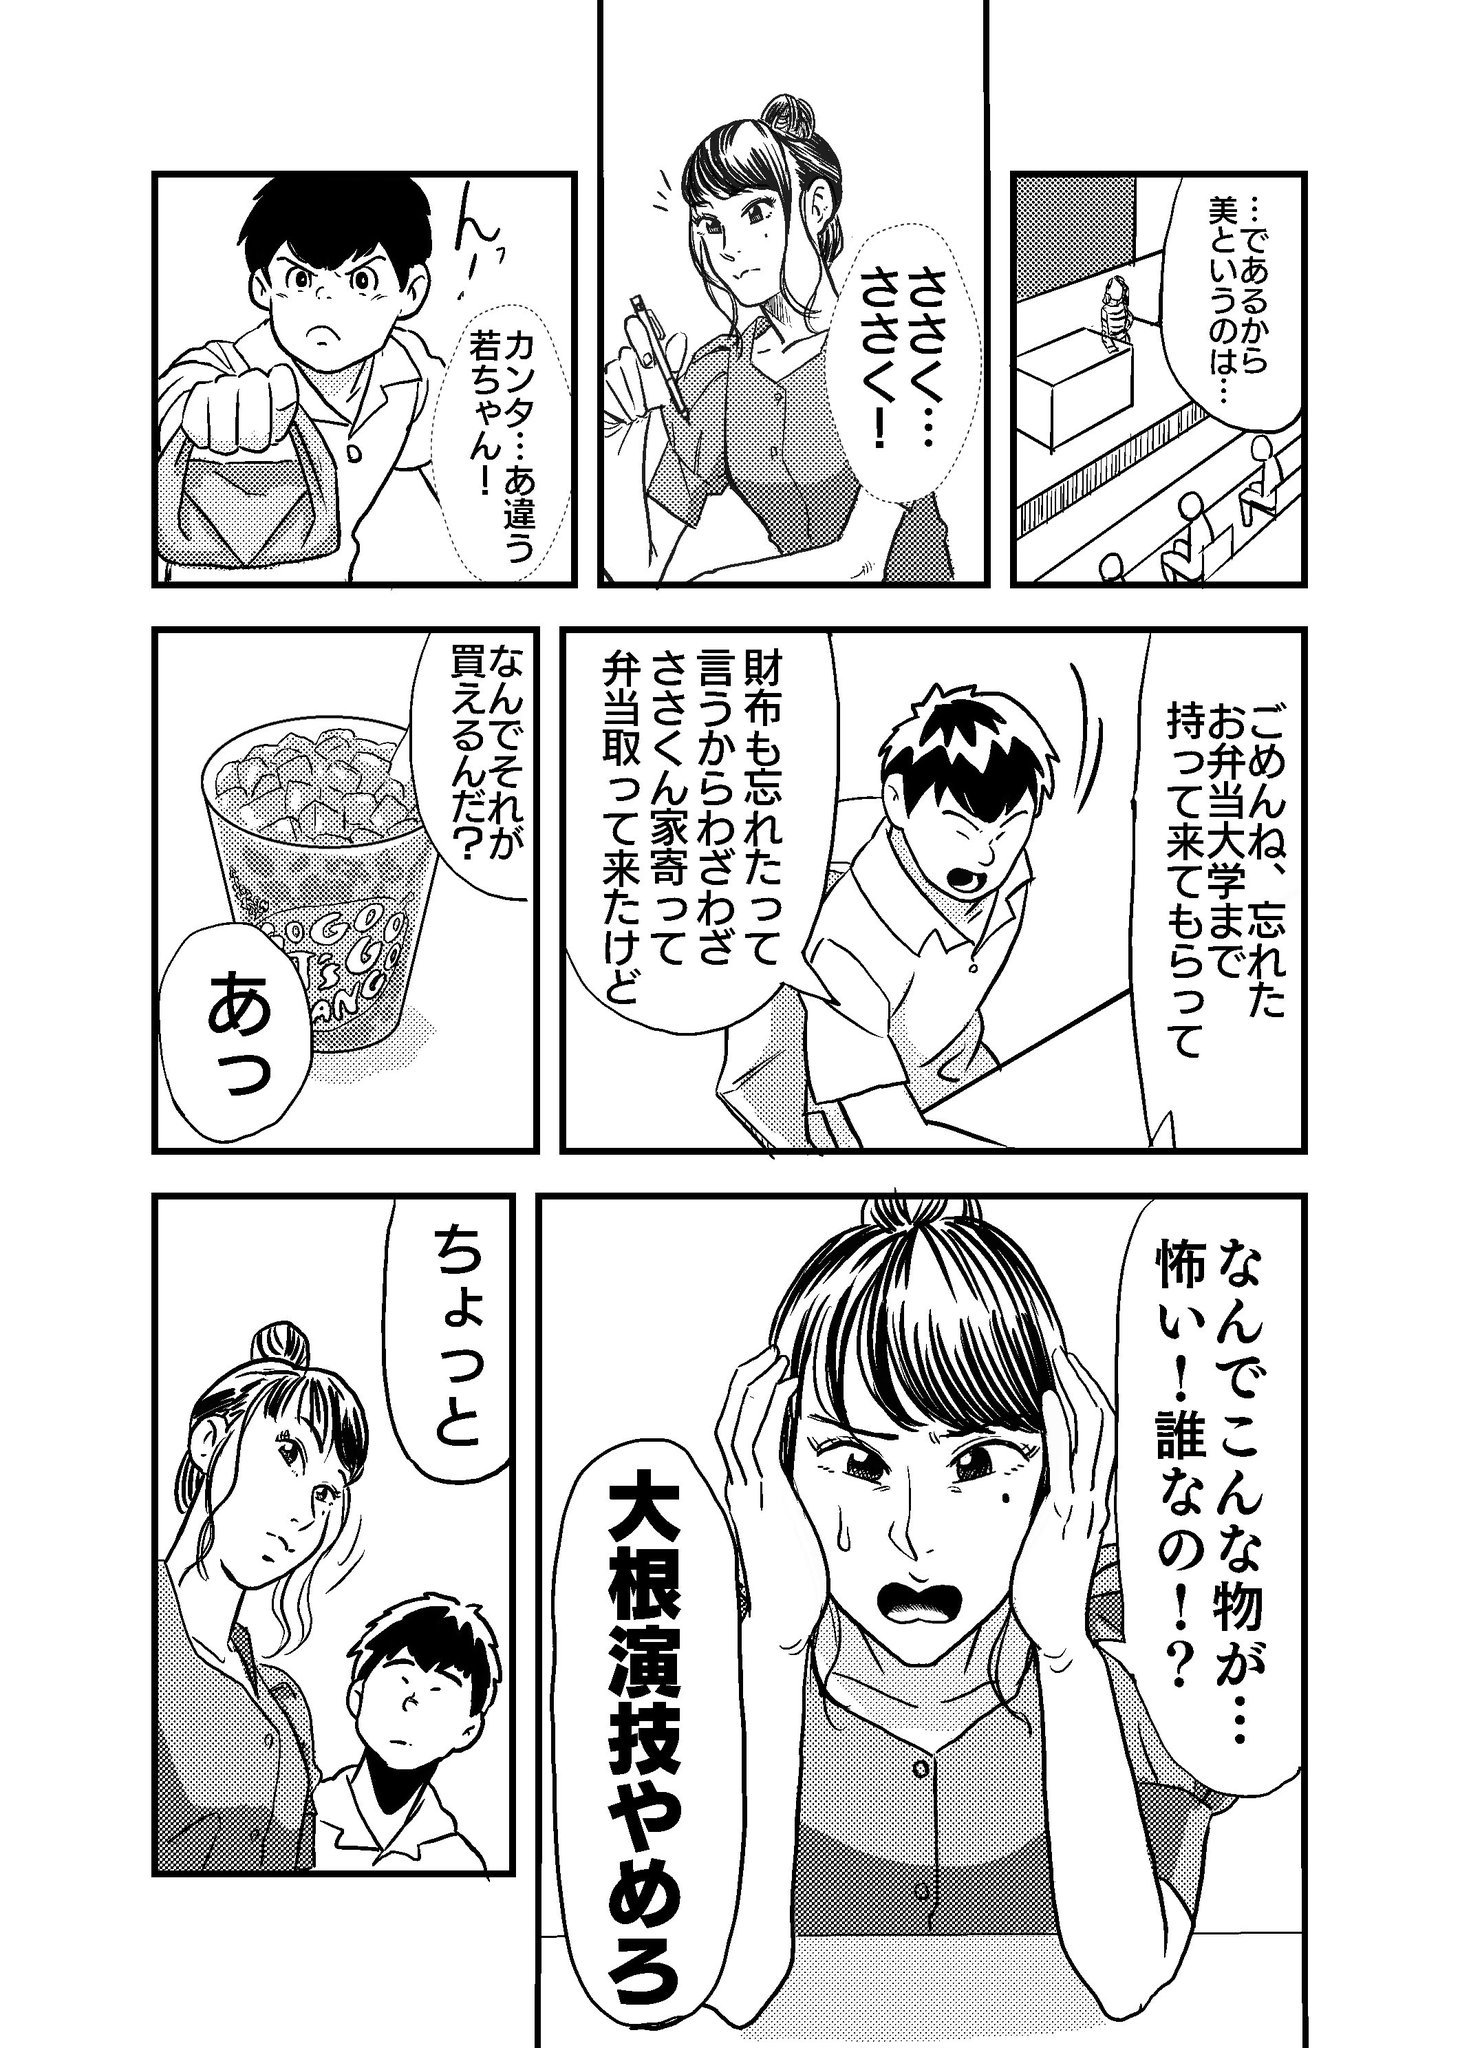 …であるから
美というのは…
ささく…
ささく！
ん
カンタ…あ違う
若ちゃん！
ごめんね、忘れた
お弁当大学まで
持って来てもらって
財布も忘れたって
言うからわざわざ
ささくん家寄って
弁当取って来たけど
なんでそれが
買えるんだ？
GOGO
IT'S GO
MANGO
あっ
なんでこんな物が…
怖い！誰なの！？
大根演技やめろ
ちょっと